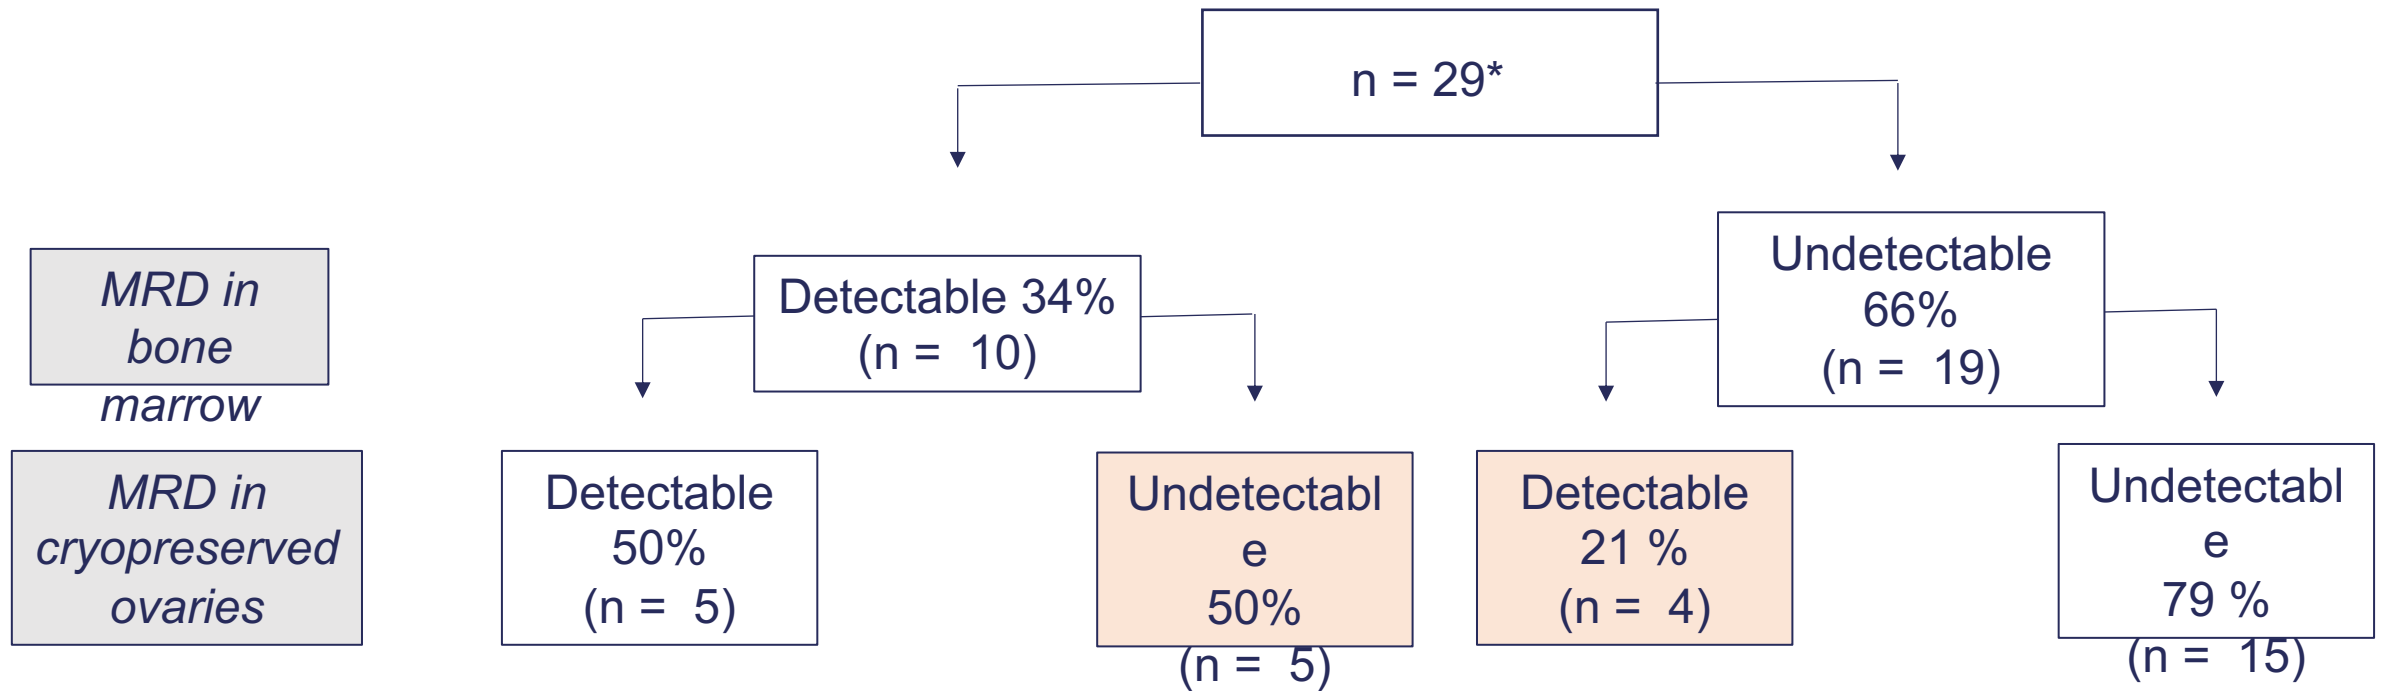 n = 29*
MRD in
bone
marrow
Detectable 34%
(n = 10)
Undetectable
66%
(n = 19)
MRD in
cryopreserved
ovaries
Detectable
50%
(n = 5)
Undetectabl
e
50%
(n = 5)
Detectable
21 %
(n = 4)
Undetectabl
e
79 %
(n = 15)